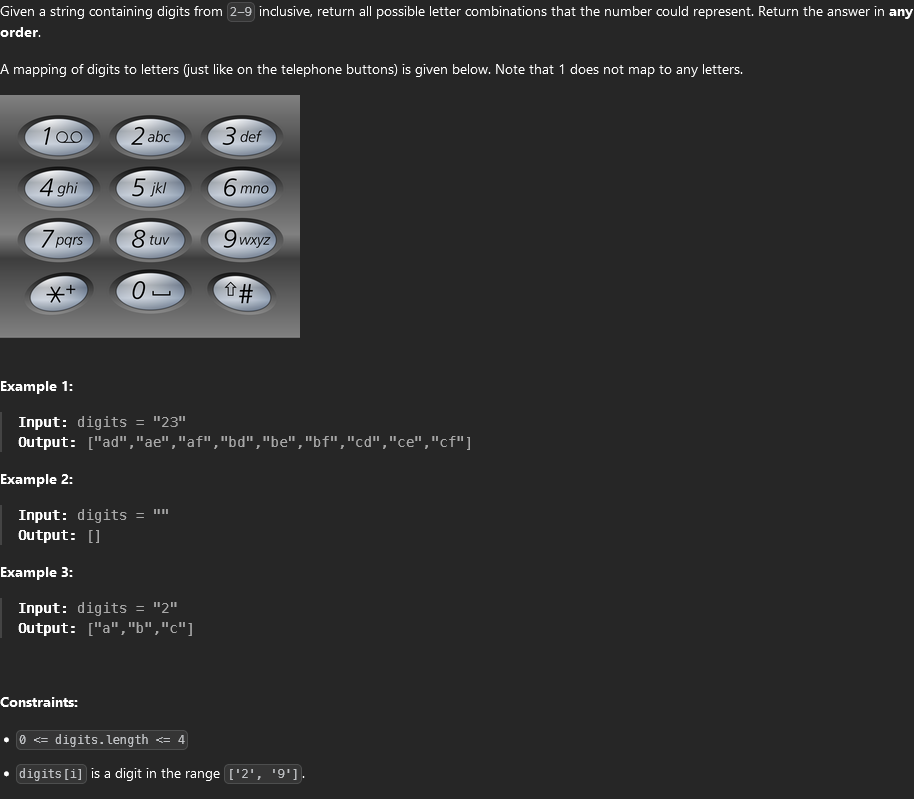 Given a string containing digits from 2-9 inclusive, return all possible letter combinations that the number could represent. Return the answer in any
order.
A mapping of digits to letters (just like on the telephone buttons) is given below. Note that 1 does not map to any letters.
1 2 abc 3 def
4 ghi 5 jkl 6 mno
7 pqrs 8 tuv 9 wxyz
*+ 0 ⇧#
Example 1:
Input: digits = "23"
Output: ["ad","ae","af","bd","be","bf","cd","ce","cf"]
Example 2:
Input: digits = ""
Output: []
Example 3:
Input: digits = "2"
Output: ["a","b","c"]
Constraints:
• 0 <= digits.length <= 4
• digits[i] is a digit in the range ['2', '9'].